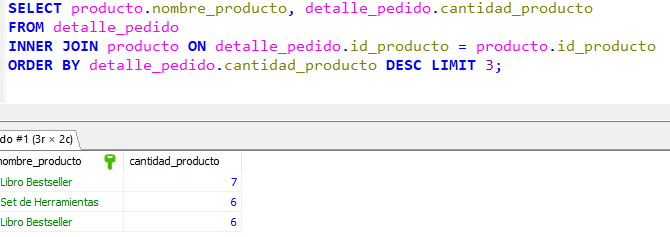 SELECT producto.nombre_producto, detalle_pedido.cantidad_producto
FROM detalle_pedido
INNER JOIN producto ON detalle_pedido.id_producto = producto.id_producto
ORDER BY detalle_pedido.cantidad_producto DESC LIMIT 3;
do #1 (3r × 2c)
nombre_producto cantidad_producto
Libro Bestseller 7
Set de Herramientas 6
Libro Bestseller 6